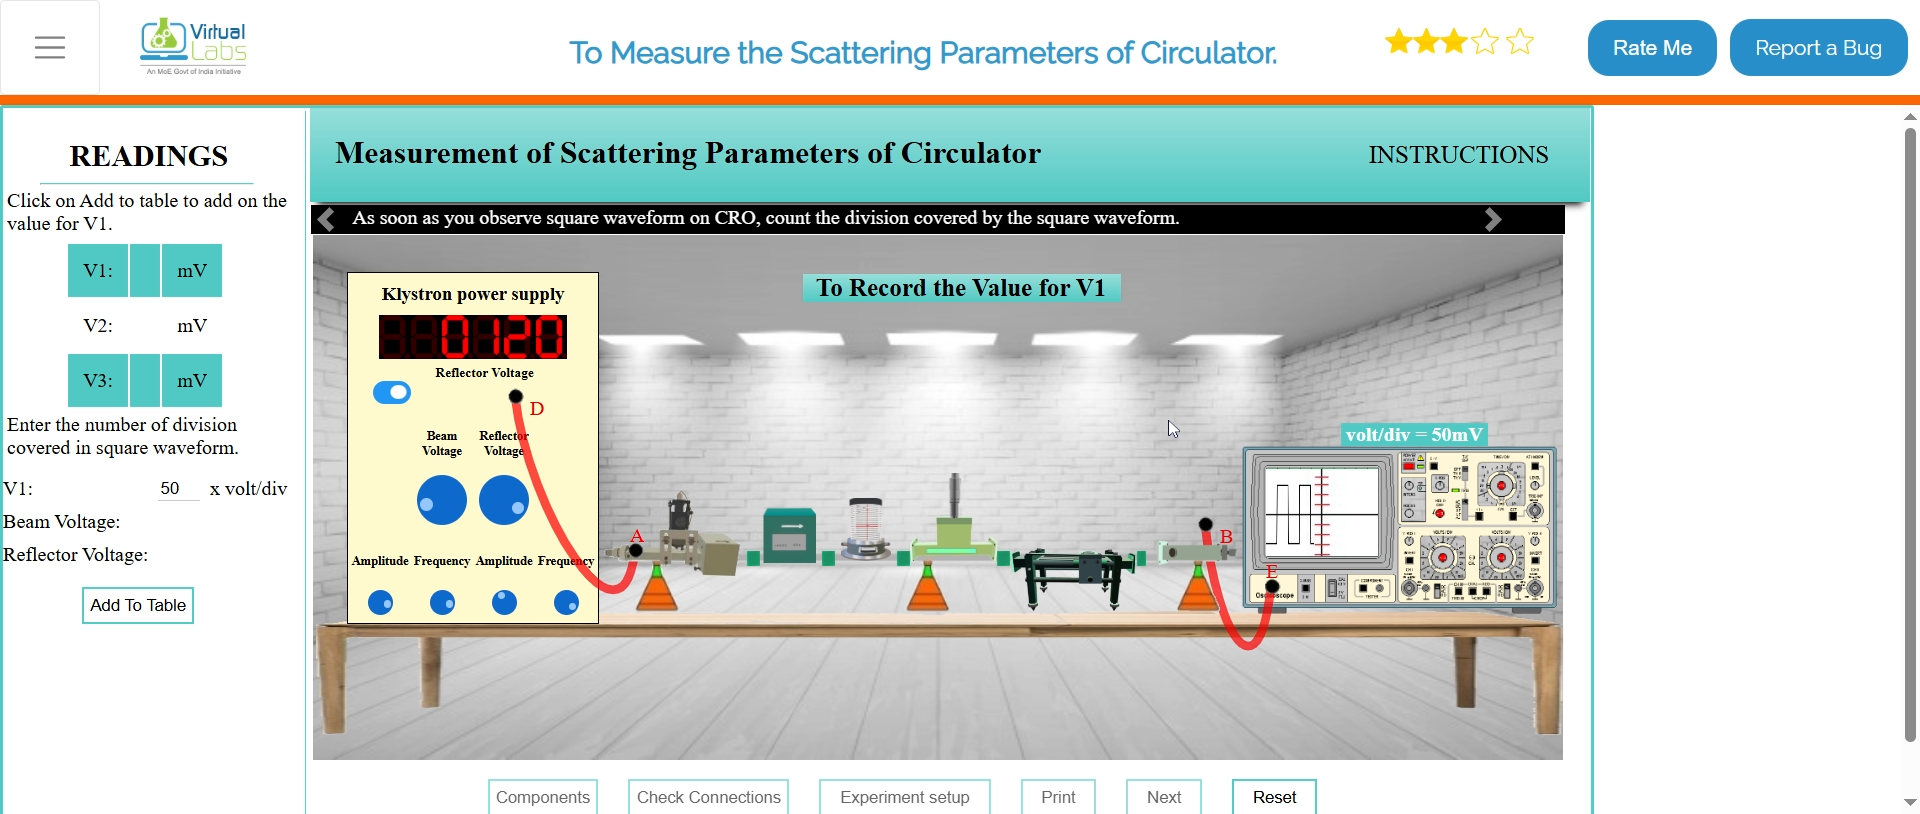 Virtual
Labs
An MoE Govt of India Initiative
To Measure the Scattering Parameters of Circulator.
Rate Me
Report a Bug
READINGS
Click on Add to table to add on the
value for V1.
V1: mV
V2: mV
V3: mV
Enter the number of division
covered in square waveform.
V1: 50 x volt/div
Beam Voltage:
Reflector Voltage:
Add To Table
Measurement of Scattering Parameters of Circulator
INSTRUCTIONS
As soon as you observe square waveform on CRO, count the division covered by the square waveform.
To Record the Value for V1
Klystron power supply
0120
Reflector Voltage
D
Beam
Voltage
Reflector
Voltage
Amplitude Frequency Amplitude Frequency
A
B
E
volt/div = 50mV
Components
Check Connections
Experiment setup
Print
Next
Reset